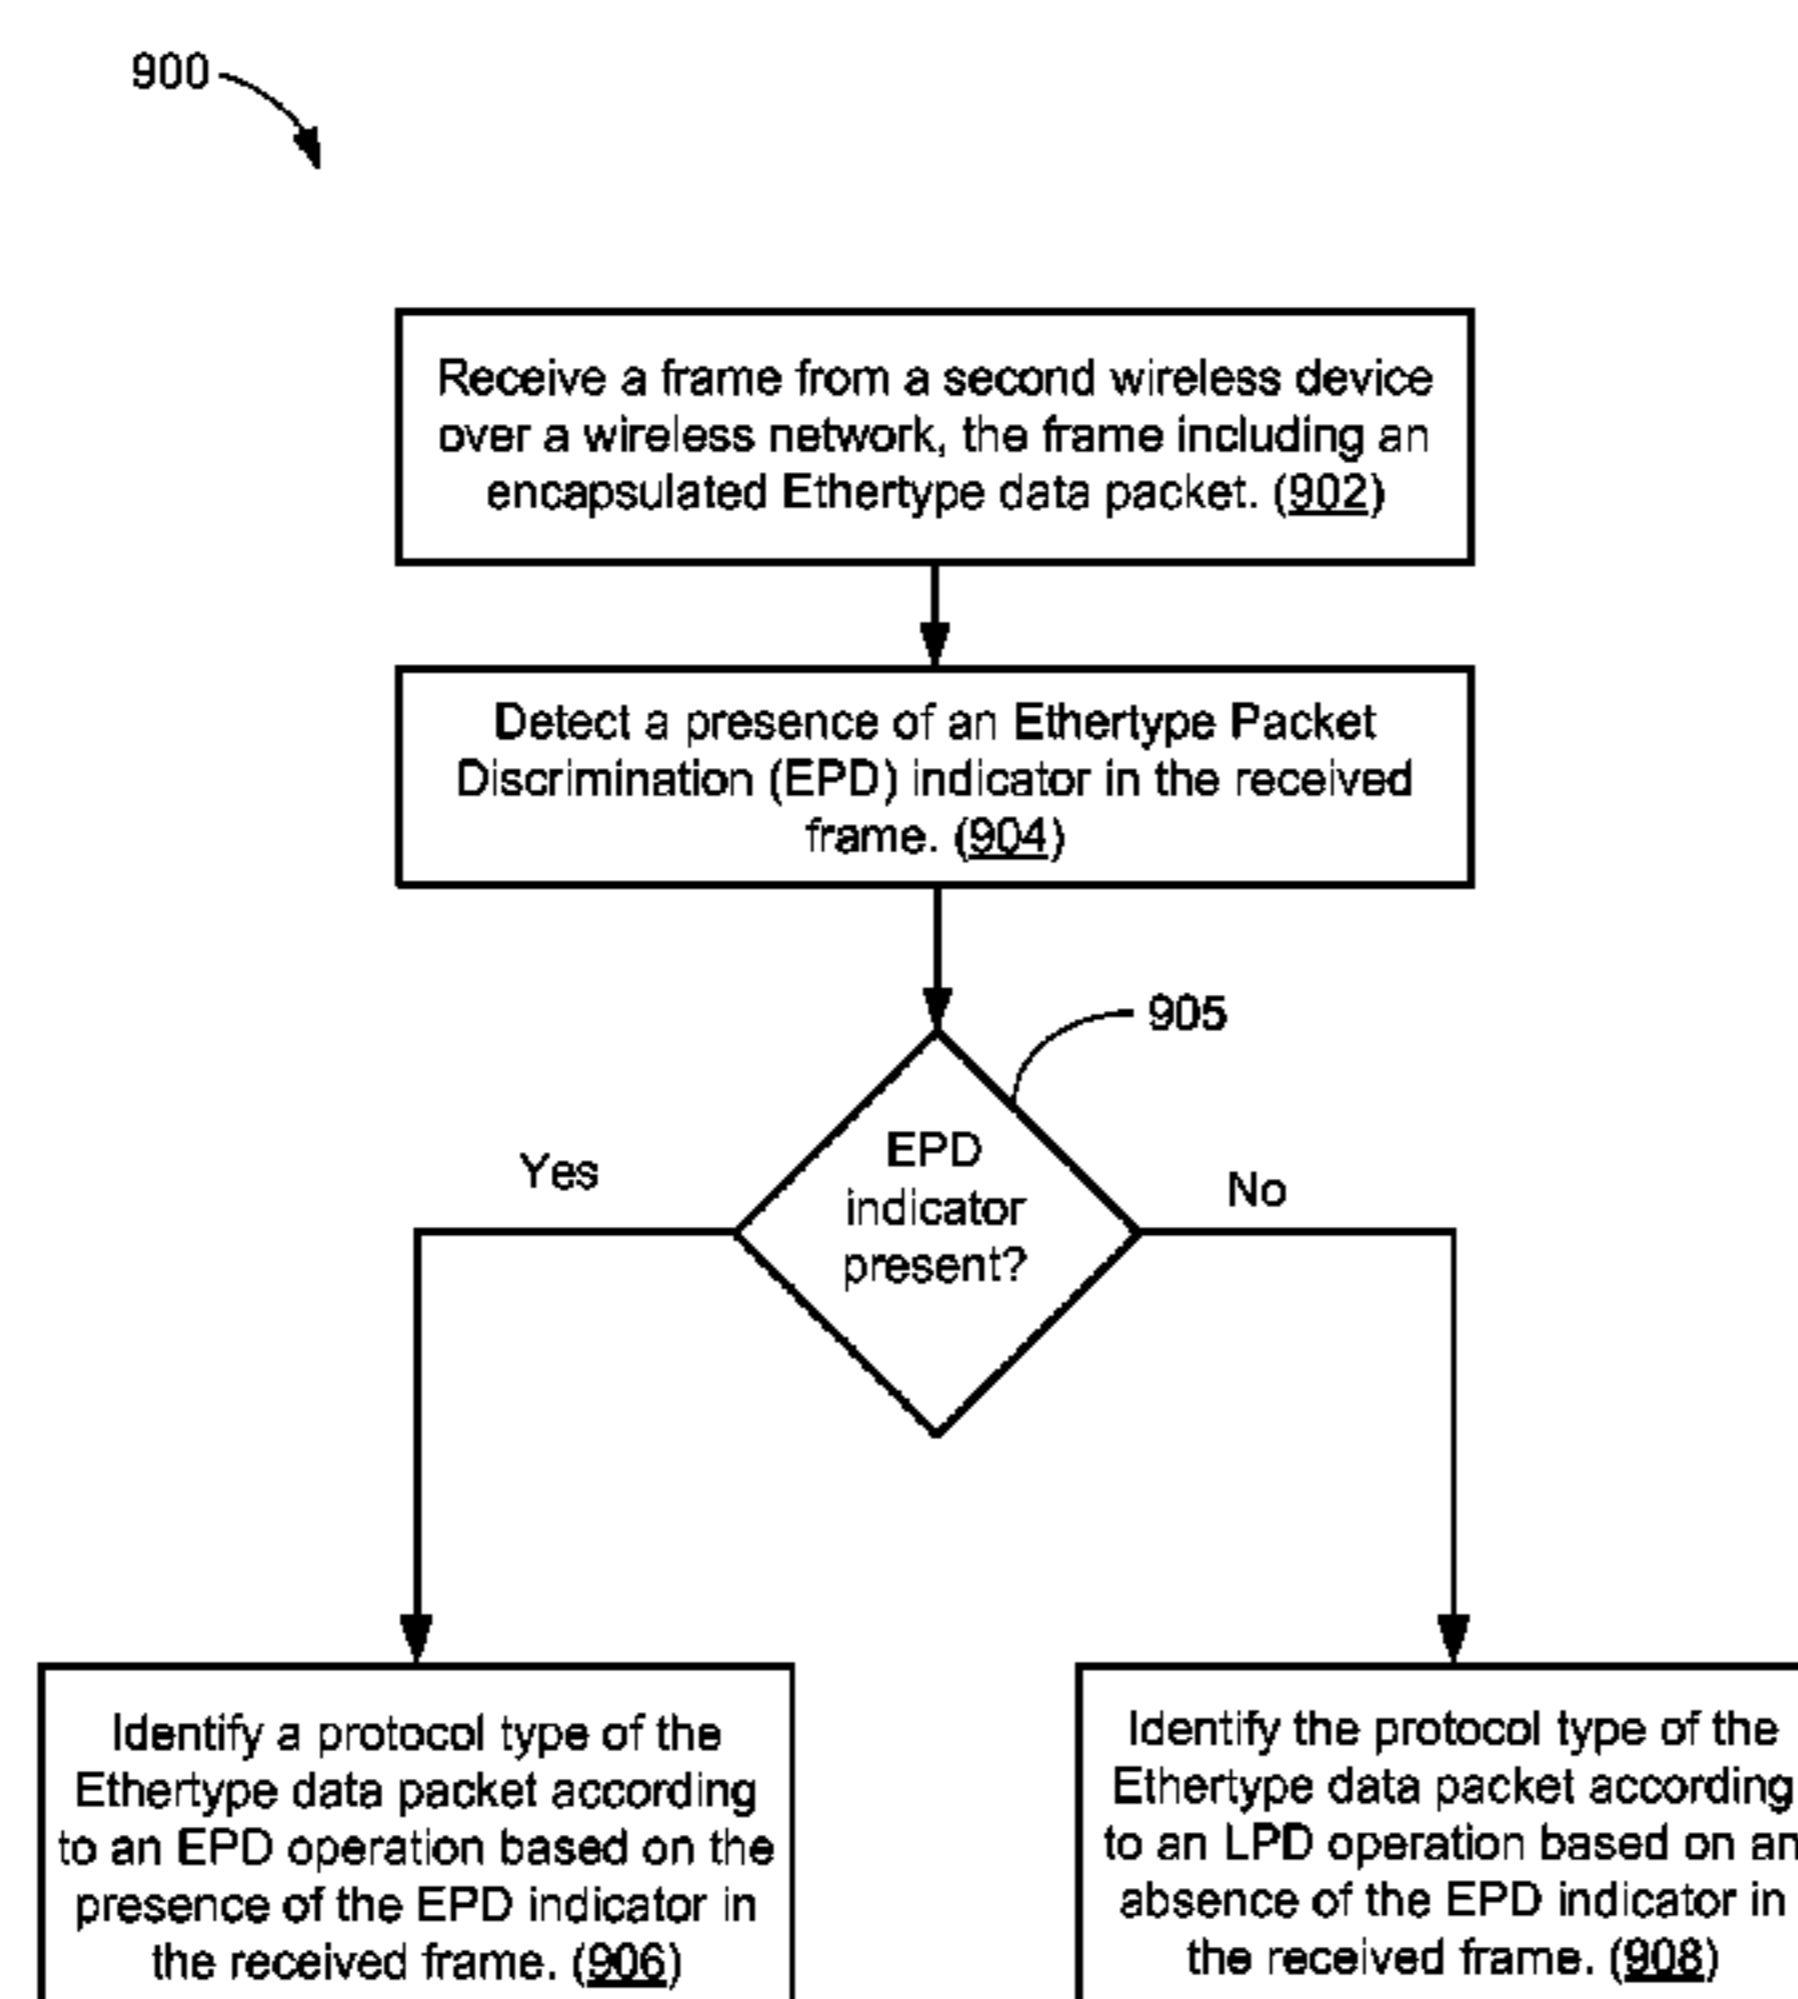 900
Receive a frame from a second wireless device
over a wireless network, the frame including an
encapsulated Ethertype data packet. (902)
Detect a presence of an Ethertype Packet
Discrimination (EPD) indicator in the received
frame. (904)
905
EPD
indicator
present?
Yes
No
Identify a protocol type of the
Ethertype data packet according
to an EPD operation based on the
presence of the EPD indicator in
the received frame. (906)
Identify the protocol type of the
Ethertype data packet according
to an LPD operation based on an
absence of the EPD indicator in
the received frame. (908)